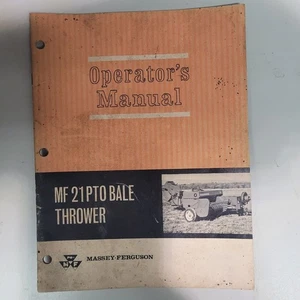 Operator's
Manual
MF 21 PTO BALE
THROWER
MASSEY-FERGUSON